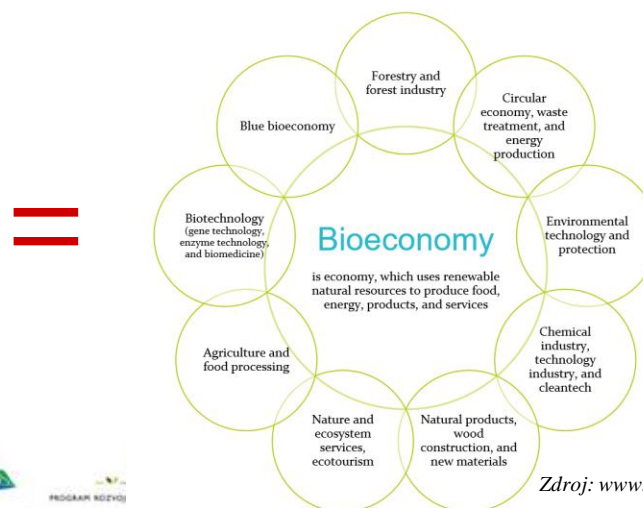 Forestry and
forest industry
Circular
economy, waste
treatment, and
energy
production
Blue bioeconomy
Biotechnology
(gene technology,
enzyme technology,
and biomedicine)
Environmental
technology and
protection
Bioeconomy
is economy, which uses renewable
natural resources to produce food,
energy, products, and services
Agriculture and
food processing
Chemical
industry,
technology
industry, and
cleantech
Nature and
ecosystem
services,
ecotourism
Natural products,
wood
construction, and
new materials
Zdroj: www.
PROGRAM ROZVOJ